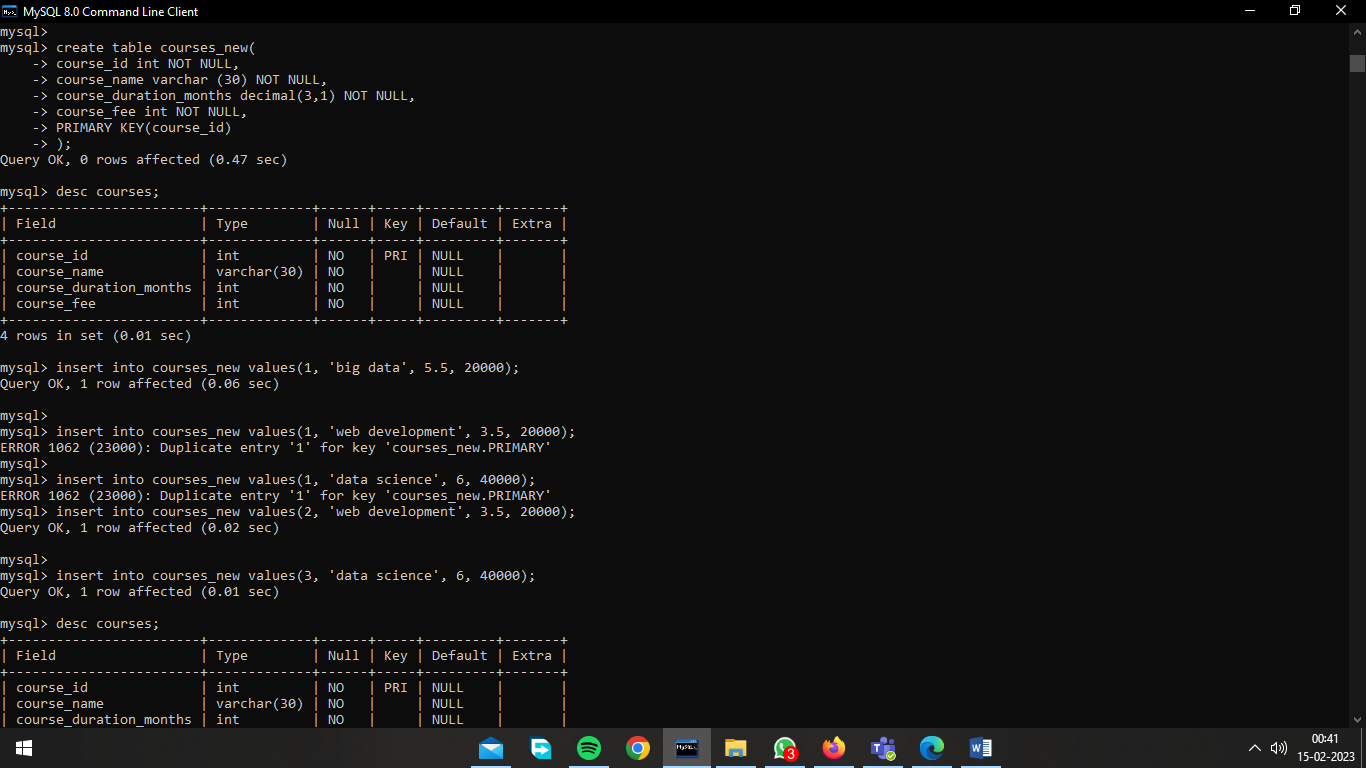 MySQL 8.0 Command Line Client
mysql>
mysql> create table courses_new(
    -> course_id int NOT NULL,
    -> course_name varchar (30) NOT NULL,
    -> course_duration_months decimal(3,1) NOT NULL,
    -> course_fee int NOT NULL,
    -> PRIMARY KEY(course_id)
    -> );
Query OK, 0 rows affected (0.47 sec)

mysql> desc courses;
+------------------------+-------------+------+-----+---------+-------+
| Field                  | Type        | Null | Key | Default | Extra |
+------------------------+-------------+------+-----+---------+-------+
| course_id              | int         | NO   | PRI | NULL    |       |
| course_name            | varchar(30) | NO   |     | NULL    |       |
| course_duration_months | int         | NO   |     | NULL    |       |
| course_fee             | int         | NO   |     | NULL    |       |
+------------------------+-------------+------+-----+---------+-------+
4 rows in set (0.01 sec)

mysql> insert into courses_new values(1, 'big data', 5.5, 20000);
Query OK, 1 row affected (0.06 sec)

mysql>
mysql> insert into courses_new values(1, 'web development', 3.5, 20000);
ERROR 1062 (23000): Duplicate entry '1' for key 'courses_new.PRIMARY'
mysql>
mysql> insert into courses_new values(1, 'data science', 6, 40000);
ERROR 1062 (23000): Duplicate entry '1' for key 'courses_new.PRIMARY'
mysql> insert into courses_new values(2, 'web development', 3.5, 20000);
Query OK, 1 row affected (0.02 sec)

mysql>
mysql> insert into courses_new values(3, 'data science', 6, 40000);
Query OK, 1 row affected (0.01 sec)

mysql> desc courses;
+------------------------+-------------+------+-----+---------+-------+
| Field                  | Type        | Null | Key | Default | Extra |
+------------------------+-------------+------+-----+---------+-------+
| course_id              | int         | NO   | PRI | NULL    |       |
| course_name            | varchar(30) | NO   |     | NULL    |       |
| course_duration_months | int         | NO   |     | NULL    |       |
MySQL
3
00:41
15-02-2023